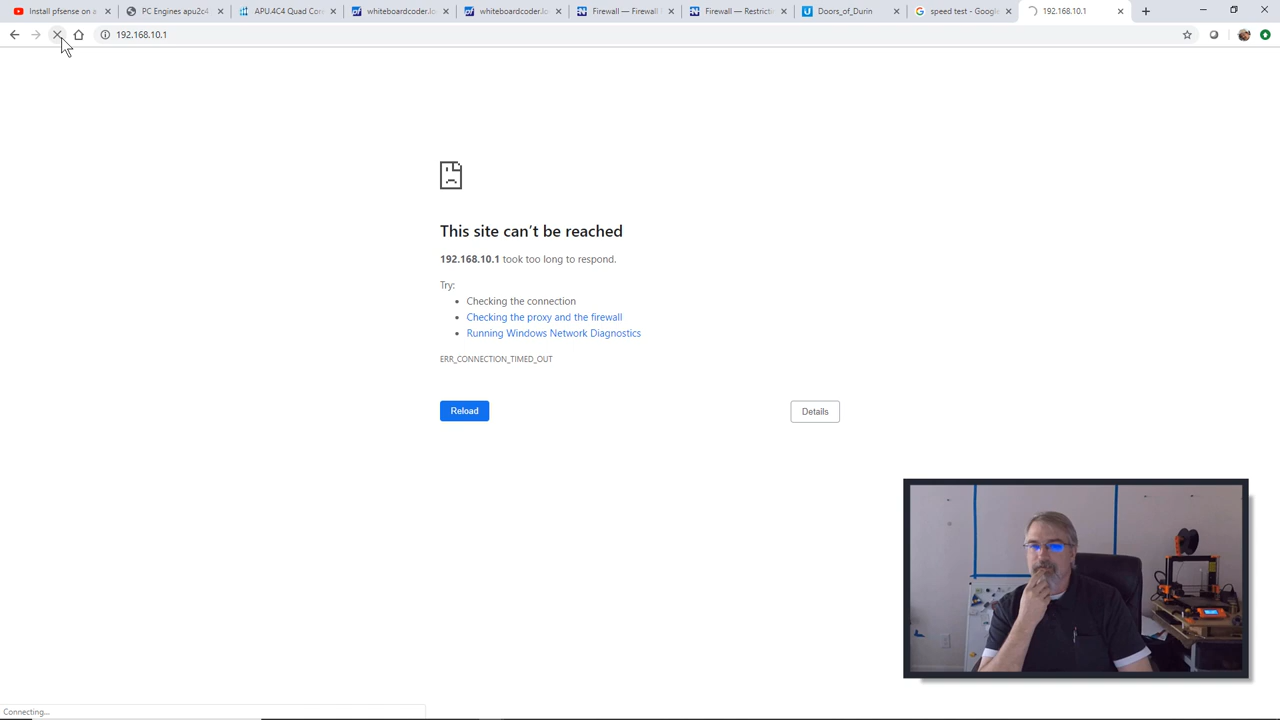 Install pfsense on a
PC Engines apu2c4
APU.4C4 Quad Cor
whiteboardcoder.lo
whiteboardcoder.lo
Firewall — Firewall
Firewall — Restricti
Doors_of_Durin
speed test - Google
192.168.10.1
192.168.10.1
This site can't be reached
192.168.10.1 took too long to respond.
Try:
Checking the connection
Checking the proxy and the firewall
Running Windows Network Diagnostics
ERR_CONNECTION_TIMED_OUT
Reload
Details
Connecting...